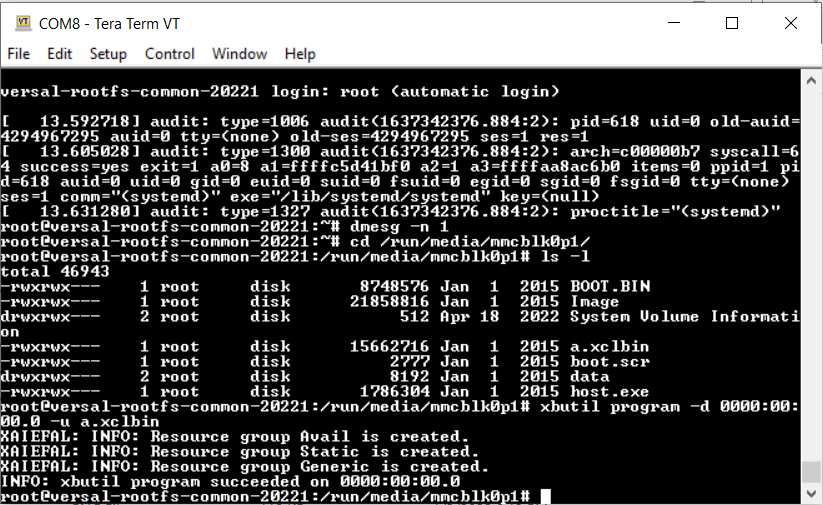 COM8 - Tera Term VT
File Edit Setup Control Window Help
versal-rootfs-common-20221 login: root (automatic login)
[   13.592718] audit: type=1006 audit(1637342376.884:2): pid=618 uid=0 old-auid=
4294967295 auid=0 tty=(none) old-ses=4294967295 ses=1 res=1
[   13.605028] audit: type=1300 audit(1637342376.884:2): arch=c00000b7 syscall=6
4 success=yes exit=1 a0=8 a1=ffffc5d41bf0 a2=1 a3=ffffaa8ac6b0 items=0 ppid=1 pi
d=618 auid=0 uid=0 gid=0 euid=0 suid=0 fsuid=0 egid=0 sgid=0 fsgid=0 tty=(none)
ses=1 comm="(systemd)" exe="/lib/systemd/systemd" key=(null)
[   13.631280] audit: type=1327 audit(1637342376.884:2): proctitle="(systemd)"
root@versal-rootfs-common-20221:~# dmesg -n 1
root@versal-rootfs-common-20221:~# cd /run/media/mmcblk0p1/
root@versal-rootfs-common-20221:/run/media/mmcblk0p1# ls -l
total 46943
-rwxrwx---    1 root     disk       8748576 Jan  1  2015 BOOT.BIN
-rwxrwx---    1 root     disk      21858816 Jan  1  2015 Image
drwxrwx---    2 root     disk           512 Apr 18  2022 System Volume Informati
on
-rwxrwx---    1 root     disk      15662716 Jan  1  2015 a.xclbin
-rwxrwx---    1 root     disk          2777 Jan  1  2015 boot.scr
drwxrwx---    2 root     disk          8192 Jan  1  2015 data
-rwxrwx---    1 root     disk       1786304 Jan  1  2015 host.exe
root@versal-rootfs-common-20221:/run/media/mmcblk0p1# xbutil program -d 0000:00:
00.0 -u a.xclbin
XAIEFAL: INFO: Resource group Avail is created.
XAIEFAL: INFO: Resource group Static is created.
XAIEFAL: INFO: Resource group Generic is created.
INFO: xbutil program succeeded on 0000:00:00.0
root@versal-rootfs-common-20221:/run/media/mmcblk0p1#